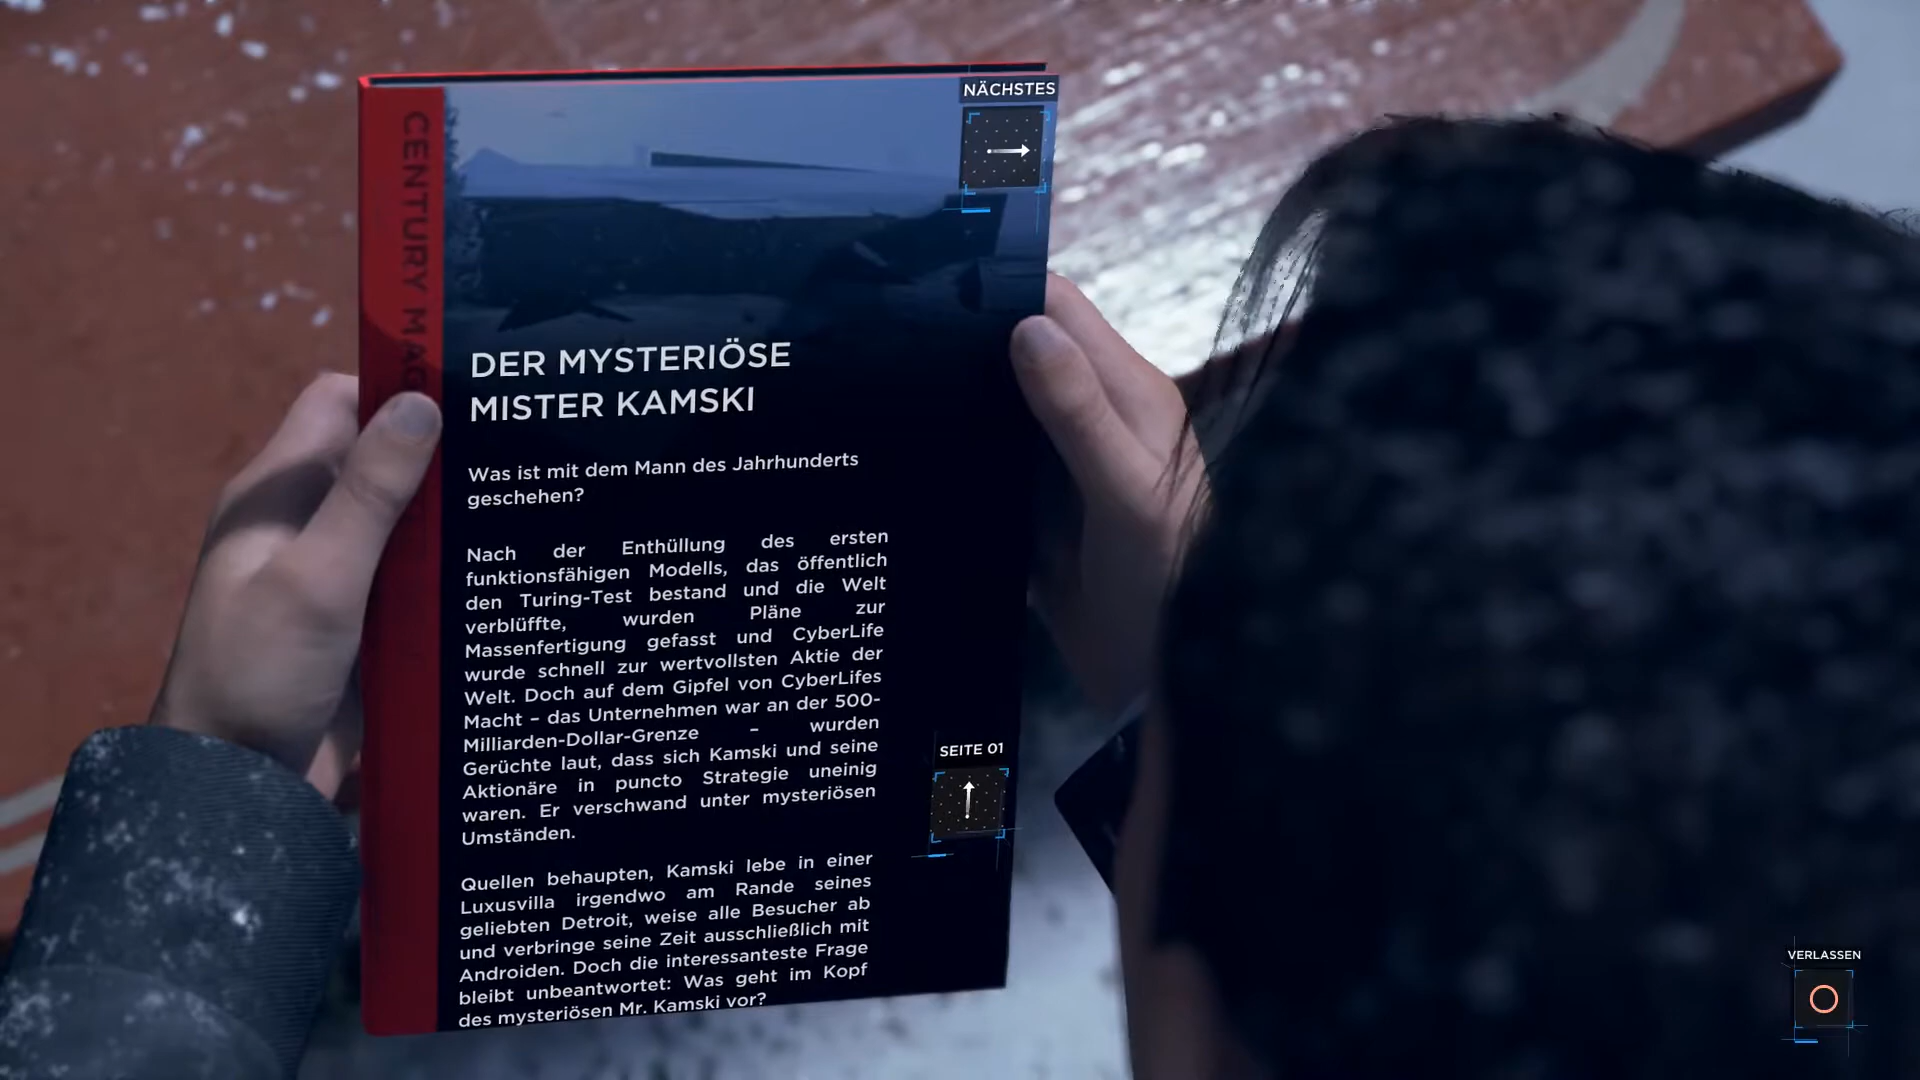 CENTURY MAG
NÄCHSTES
DER MYSTERIÖSE
MISTER KAMSKI
Was ist mit dem Mann des Jahrhunderts
geschehen?
Nach der Enthüllung des ersten
funktionsfähigen Modells, das öffentlich
den Turing-Test bestand und die Welt
verblüffte, wurden Pläne zur
Massenfertigung gefasst und CyberLife
wurde schnell zur wertvollsten Aktie der
Welt. Doch auf dem Gipfel von CyberLifes
Macht – das Unternehmen war an der 500-
Milliarden-Dollar-Grenze – wurden
Gerüchte laut, dass sich Kamski und seine
Aktionäre in puncto Strategie uneinig
waren. Er verschwand unter mysteriösen
Umständen.
Quellen behaupten, Kamski lebe in einer
Luxusvilla irgendwo am Rande seines
geliebten Detroit, weise alle Besucher ab
und verbringe seine Zeit ausschließlich mit
Androiden. Doch die interessanteste Frage
bleibt unbeantwortet: Was geht im Kopf
des mysteriösen Mr. Kamski vor?
SEITE 01
VERLASSEN